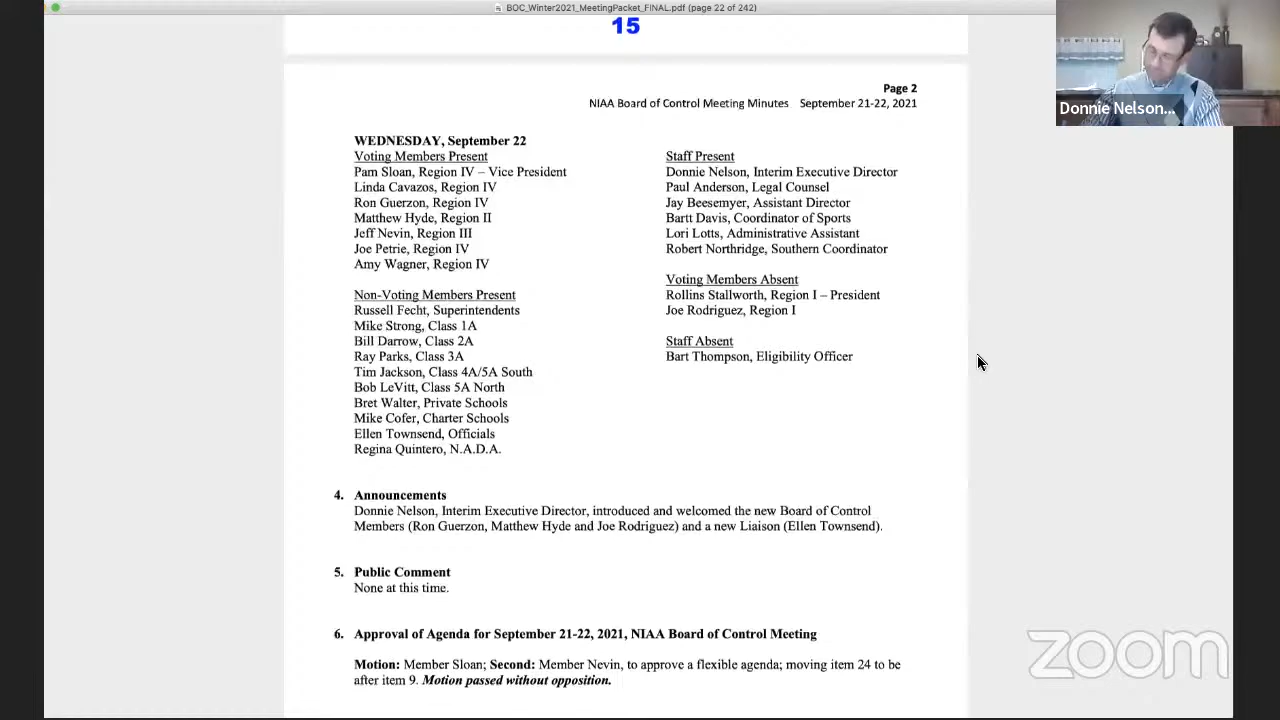 BOC_Winter2021_MeetingPacket_FINAL.pdf (page 22 of 242)
15
Page 2
NIAA Board of Control Meeting Minutes September 21-22, 2021
Donnie Nelson...
WEDNESDAY, September 22
Voting Members Present
Pam Sloan, Region IV – Vice President
Linda Cavazos, Region IV
Ron Guerzon, Region IV
Matthew Hyde, Region II
Jeff Nevin, Region III
Joe Petrie, Region IV
Amy Wagner, Region IV
Non-Voting Members Present
Russell Fecht, Superintendents
Mike Strong, Class 1A
Bill Darrow, Class 2A
Ray Parks, Class 3A
Tim Jackson, Class 4A/5A South
Bob LeVitt, Class 5A North
Bret Walter, Private Schools
Mike Cofer, Charter Schools
Ellen Townsend, Officials
Regina Quintero, N.A.D.A.
Staff Present
Donnie Nelson, Interim Executive Director
Paul Anderson, Legal Counsel
Jay Beesemyer, Assistant Director
Bartt Davis, Coordinator of Sports
Lori Lotts, Administrative Assistant
Robert Northridge, Southern Coordinator
Voting Members Absent
Rollins Stallworth, Region I – President
Joe Rodriguez, Region I
Staff Absent
Bart Thompson, Eligibility Officer
4. Announcements
Donnie Nelson, Interim Executive Director, introduced and welcomed the new Board of Control
Members (Ron Guerzon, Matthew Hyde and Joe Rodriguez) and a new Liaison (Ellen Townsend).
5. Public Comment
None at this time.
6. Approval of Agenda for September 21-22, 2021, NIAA Board of Control Meeting
Motion: Member Sloan; Second: Member Nevin, to approve a flexible agenda; moving item 24 to be
after item 9. Motion passed without opposition.
zoom